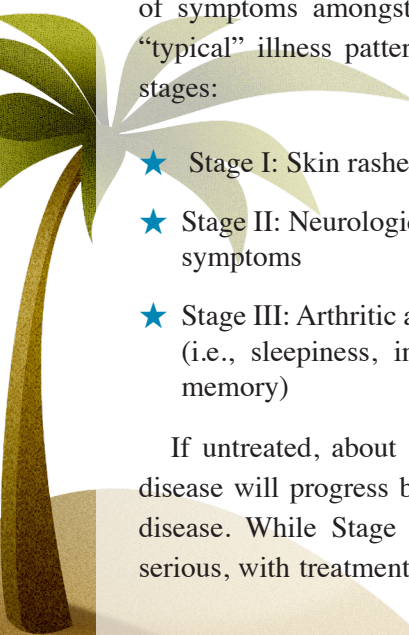 of symptoms amongst
“typical” illness patter
stages:
★ Stage I: Skin rashe
★ Stage II: Neurologic
symptoms
★ Stage III: Arthritic a
(i.e., sleepiness, in
memory)
If untreated, about
disease will progress b
disease. While Stage
serious, with treatment